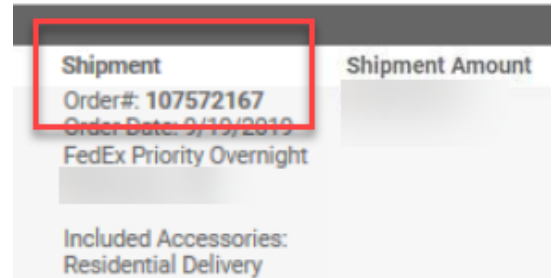 Shipment
Shipment Amount
Order#: 107572167
Order Date: 9/19/2019
FedEx Priority Overnight
Included Accessories:
Residential Delivery